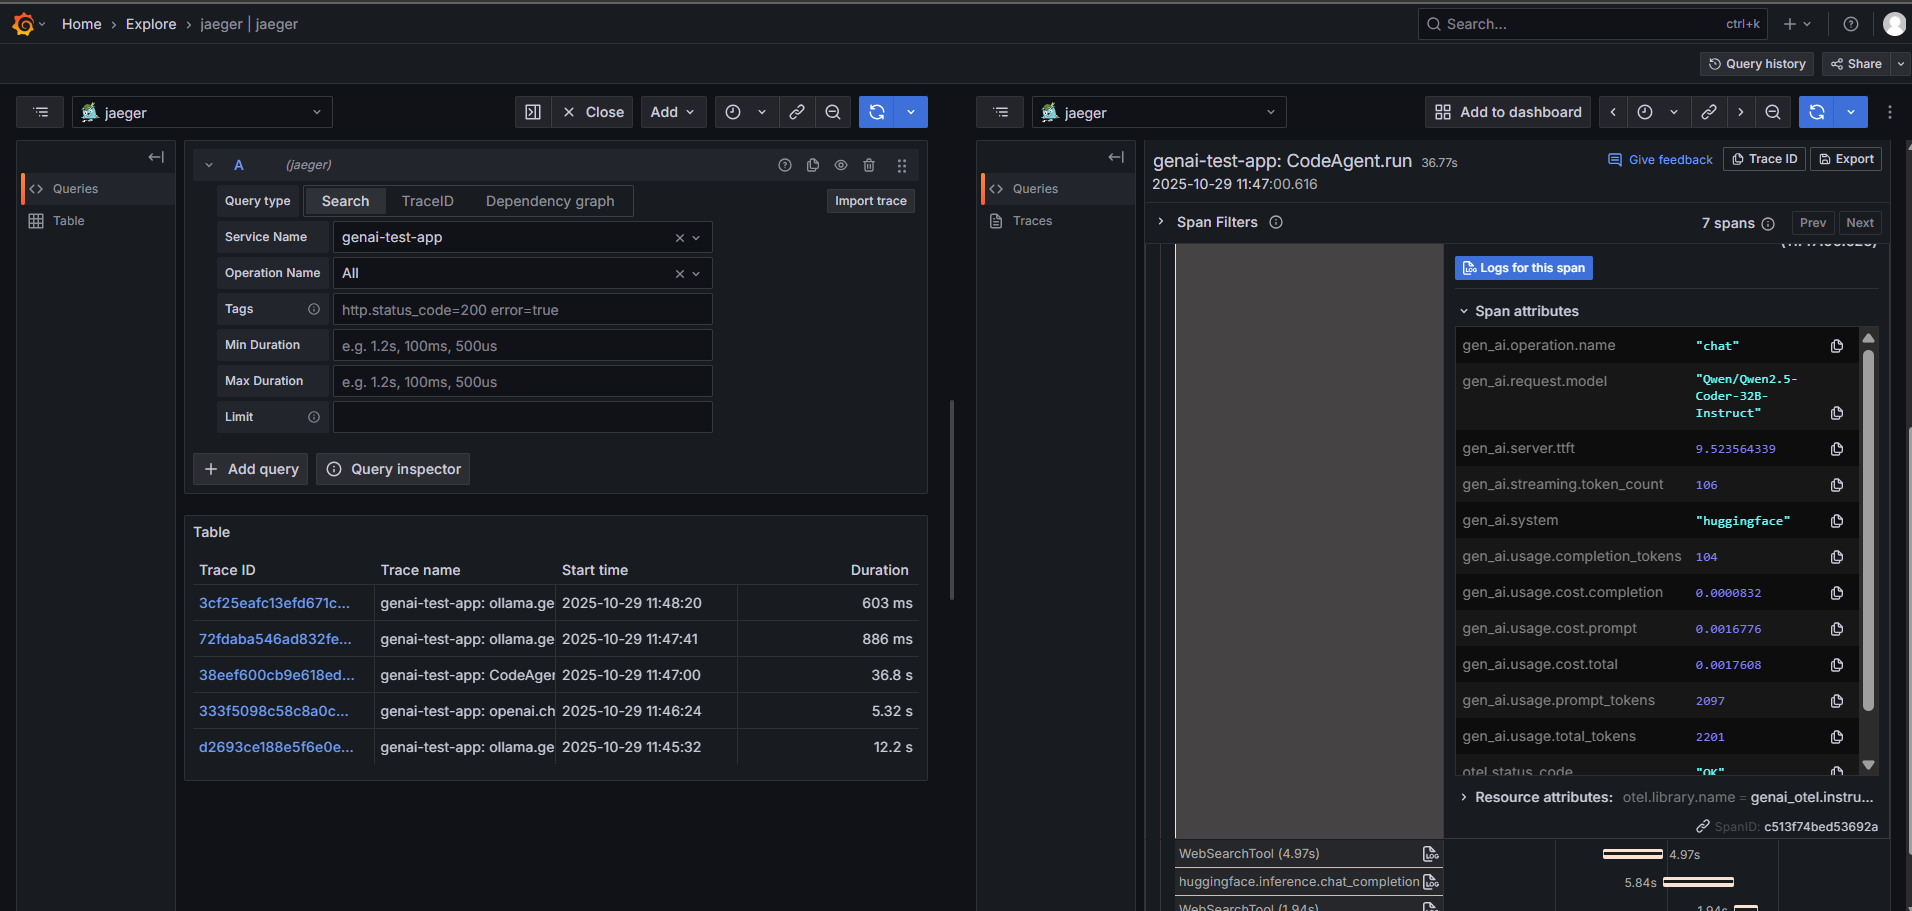 Home › Explore › jaeger | jaeger
Search... ctrl+k
Query history
Share
jaeger
Close
Add
jaeger
Add to dashboard
Queries
Table
A (jaeger)
Query type Search TraceID Dependency graph Import trace
Service Name genai-test-app
Operation Name All
Tags http.status_code=200 error=true
Min Duration e.g. 1.2s, 100ms, 500us
Max Duration e.g. 1.2s, 100ms, 500us
Limit
Add query Query inspector
Table
Trace ID Trace name Start time Duration
3cf25eafc13efd671c... genai-test-app: ollama.ge 2025-10-29 11:48:20 603 ms
72fdaba546ad832fe... genai-test-app: ollama.ge 2025-10-29 11:47:41 886 ms
38eef600cb9e618ed... genai-test-app: CodeAgen 2025-10-29 11:47:00 36.8 s
333f5098c58c8a0c... genai-test-app: openai.ch 2025-10-29 11:46:24 5.32 s
d2693ce188e5f6e0e... genai-test-app: ollama.ge 2025-10-29 11:45:32 12.2 s
Queries
Traces
genai-test-app: CodeAgent.run 36.77s
Give feedback Trace ID Export
2025-10-29 11:47:00.616
Span Filters
7 spans Prev Next
Logs for this span
Span attributes
gen_ai.operation.name "chat"
gen_ai.request.model "Qwen/Qwen2.5-
Coder-32B-
Instruct"
gen_ai.server.ttft 9.523564339
gen_ai.streaming.token_count 106
gen_ai.system "huggingface"
gen_ai.usage.completion_tokens 104
gen_ai.usage.cost.completion 0.0000832
gen_ai.usage.cost.prompt 0.0016776
gen_ai.usage.cost.total 0.0017608
gen_ai.usage.prompt_tokens 2097
gen_ai.usage.total_tokens 2201
otel.status_code "OK"
Resource attributes: otel.library.name = genai_otel.instru...
SpanID: c513f74bed53692a
WebSearchTool (4.97s) LOG 4.97s
huggingface.inference.chat_completion LOG 5.84s
WebSearchTool (1.94s) 1.94s